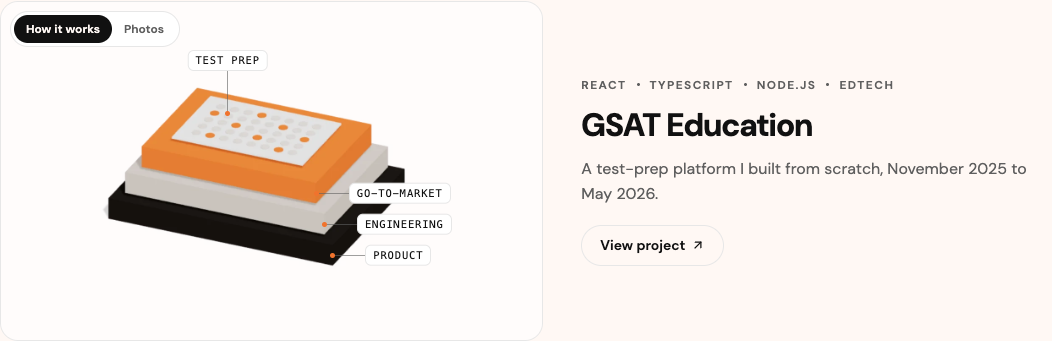 How it works
Photos
TEST PREP
GO-TO-MARKET
ENGINEERING
PRODUCT
REACT • TYPESCRIPT • NODE.JS • EDTECH
GSAT Education
A test-prep platform I built from scratch, November 2025 to
May 2026.
View project ↗